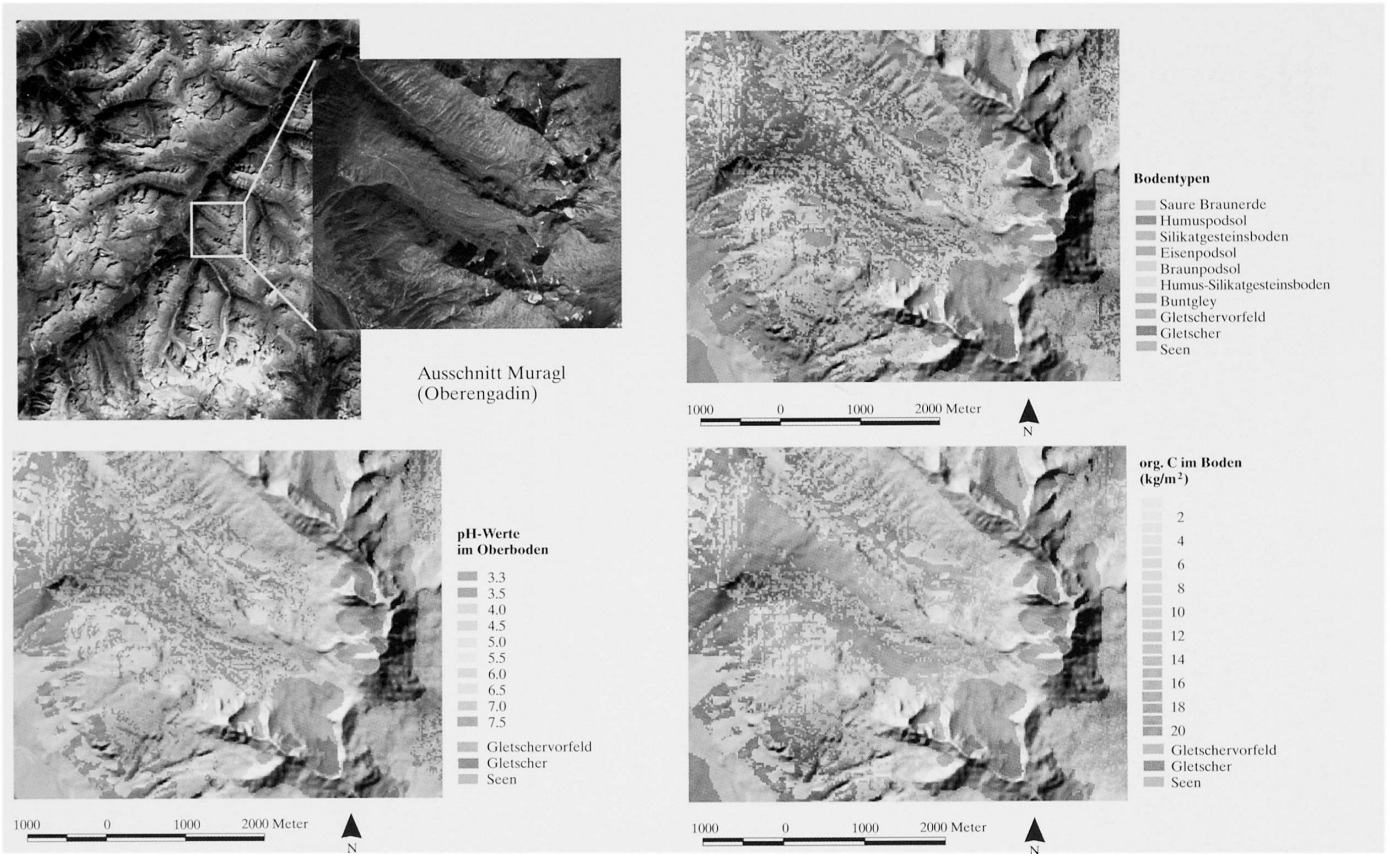 Ausschnitt Muragl
(Oberengadin)
Bodentypen
Saure Braunerde
Humuspodsol
Silikatgesteinsboden
Eisenpodsol
Braunpodsol
Humus-Silikatgesteinsboden
Buntgley
Gletschervorfeld
Gletscher
Seen
1000 0 1000 2000 Meter
N
pH-Werte
im Oberboden
3.3
3.5
4.0
4.5
5.0
5.5
6.0
6.5
7.0
7.5
Gletschervorfeld
Gletscher
Seen
1000 0 1000 2000 Meter
N
org. C im Boden
(kg/m²)
2
4
6
8
10
12
14
16
18
20
Gletschervorfeld
Gletscher
Seen
1000 0 1000 2000 Meter
N